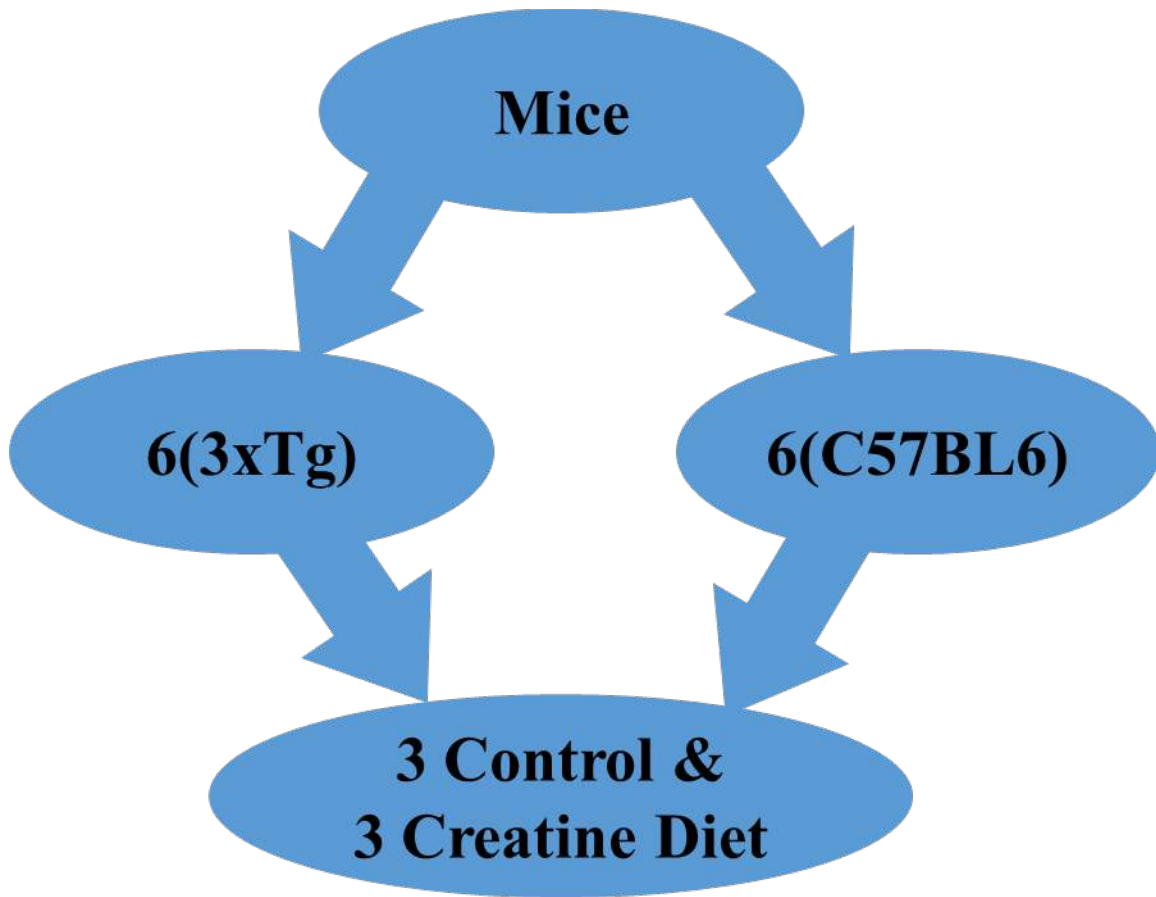 Mice
6(3xTg)
6(C57BL6)
3 Control &
3 Creatine Diet